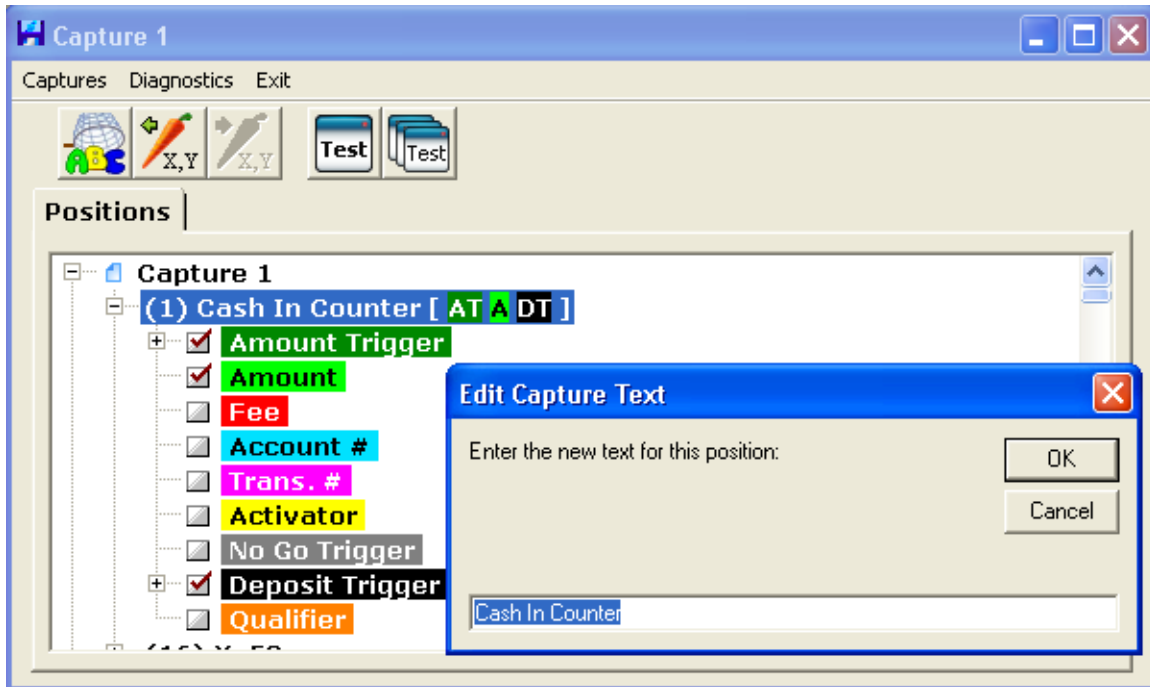 Capture 1
Captures Diagnostics Exit
ABC X,Y X,Y Test Test
Positions
Capture 1
(1) Cash In Counter [ AT A DT ]
Amount Trigger
Amount
Fee
Account #
Trans. #
Activator
No Go Trigger
Deposit Trigger
Qualifier
Edit Capture Text
Enter the new text for this position:
OK
Cancel
Cash In Counter